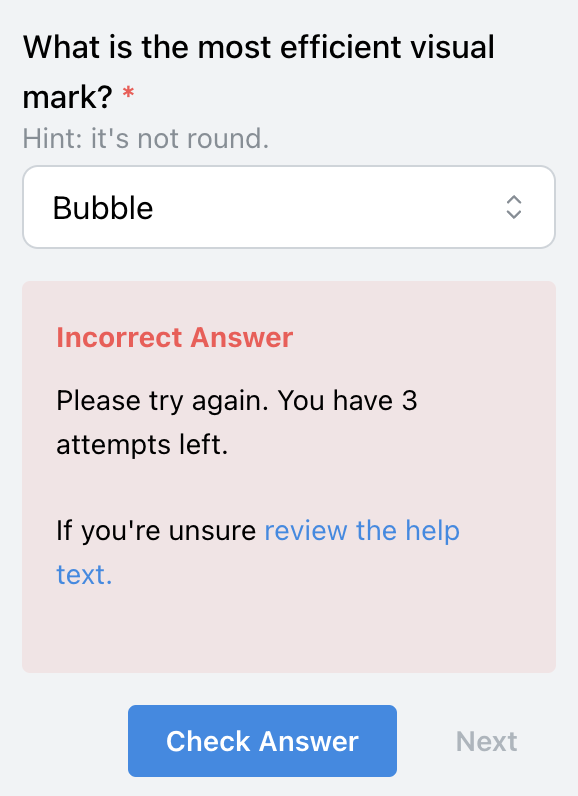 What is the most efficient visual
mark? *
Hint: it's not round.
Bubble
Incorrect Answer
Please try again. You have 3
attempts left.
If you're unsure review the help
text.
Check Answer
Next